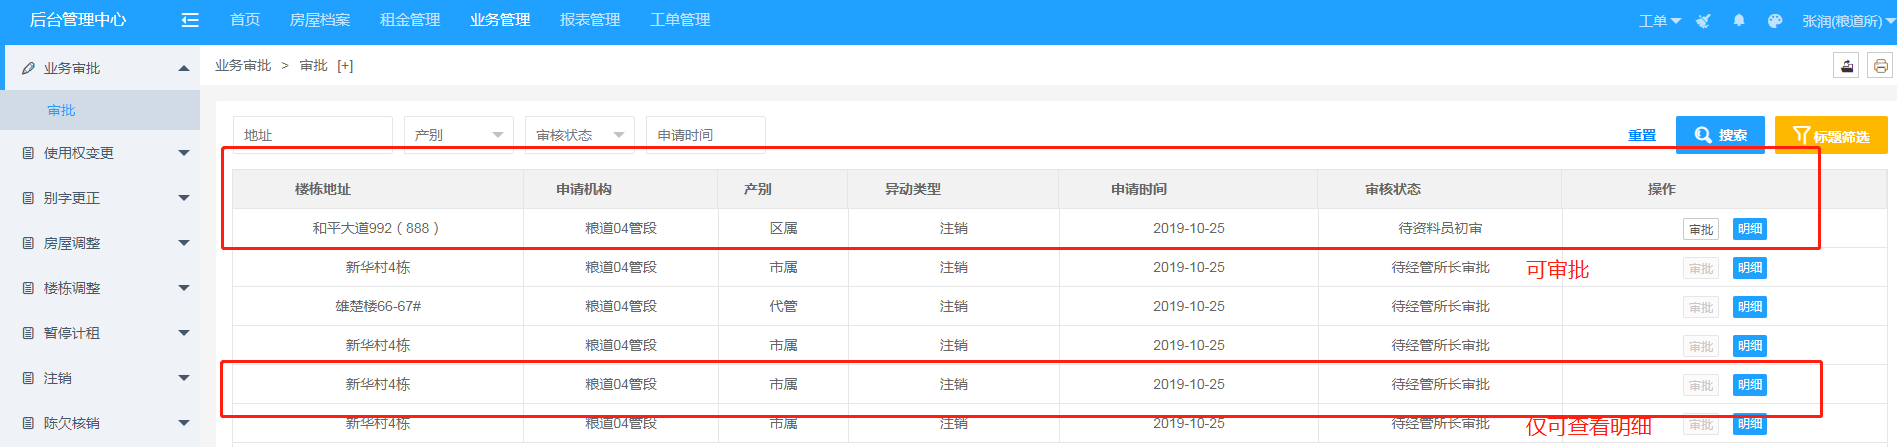 后台管理中心 首页 房屋档案 租金管理 业务管理 报表管理 工单管理 工单 张润(粮道所)
业务审批 业务审批 > 审批 [+]
审批
使用权变更
别字更正
房屋调整
楼栋调整
暂停计租
注销
陈欠核销
地址 产别 审核状态 申请时间 重置 搜索 标题筛选
楼栋地址 申请机构 产别 异动类型 申请时间 审核状态 操作
和平大道992（888） 粮道04管段 区属 注销 2019-10-25 待资料员初审 审批 明细
新华村4栋 粮道04管段 市属 注销 2019-10-25 待经管所长审批 审批 明细
可审批
雄楚楼66-67# 粮道04管段 代管 注销 2019-10-25 待经管所长审批 审批 明细
新华村4栋 粮道04管段 市属 注销 2019-10-25 待经管所长审批 审批 明细
新华村4栋 粮道04管段 市属 注销 2019-10-25 待经管所长审批 审批 明细
新华村4栋 粮道04管段 市属 注销 2019-10-25 待经管所长审批 审批 明细
仅可查看明细